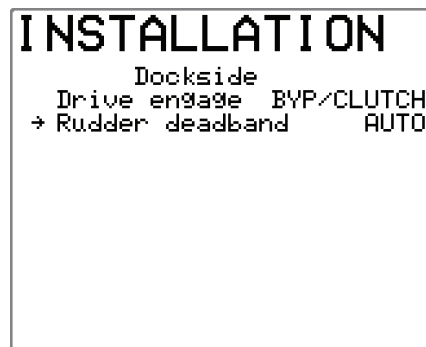 INSTALLATION
Dockside
Drive engage BYP/CLUTCH
→ Rudder deadband AUTO